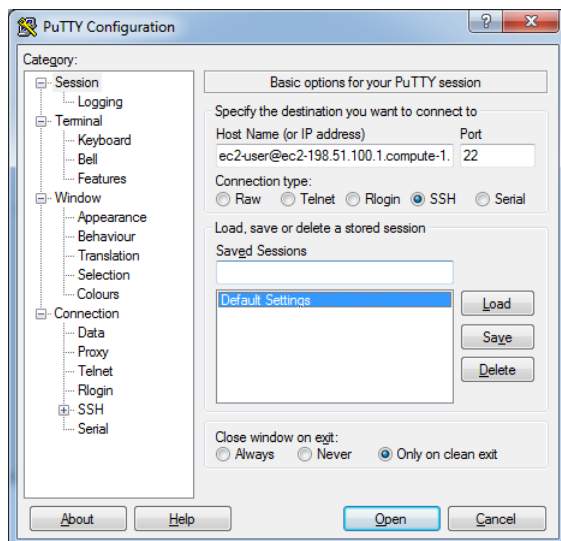 PuTTY Configuration
Category:
Session
Logging
Terminal
Keyboard
Bell
Features
Window
Appearance
Behaviour
Translation
Selection
Colours
Connection
Data
Proxy
Telnet
Rlogin
SSH
Serial
Basic options for your PuTTY session
Specify the destination you want to connect to
Host Name (or IP address) Port
ec2-user@ec2-198.51.100.1.compute-1. 22
Connection type:
Raw Telnet Rlogin SSH Serial
Load, save or delete a stored session
Saved Sessions
Default Settings
Load
Save
Delete
Close window on exit:
Always Never Only on clean exit
About Help Open Cancel